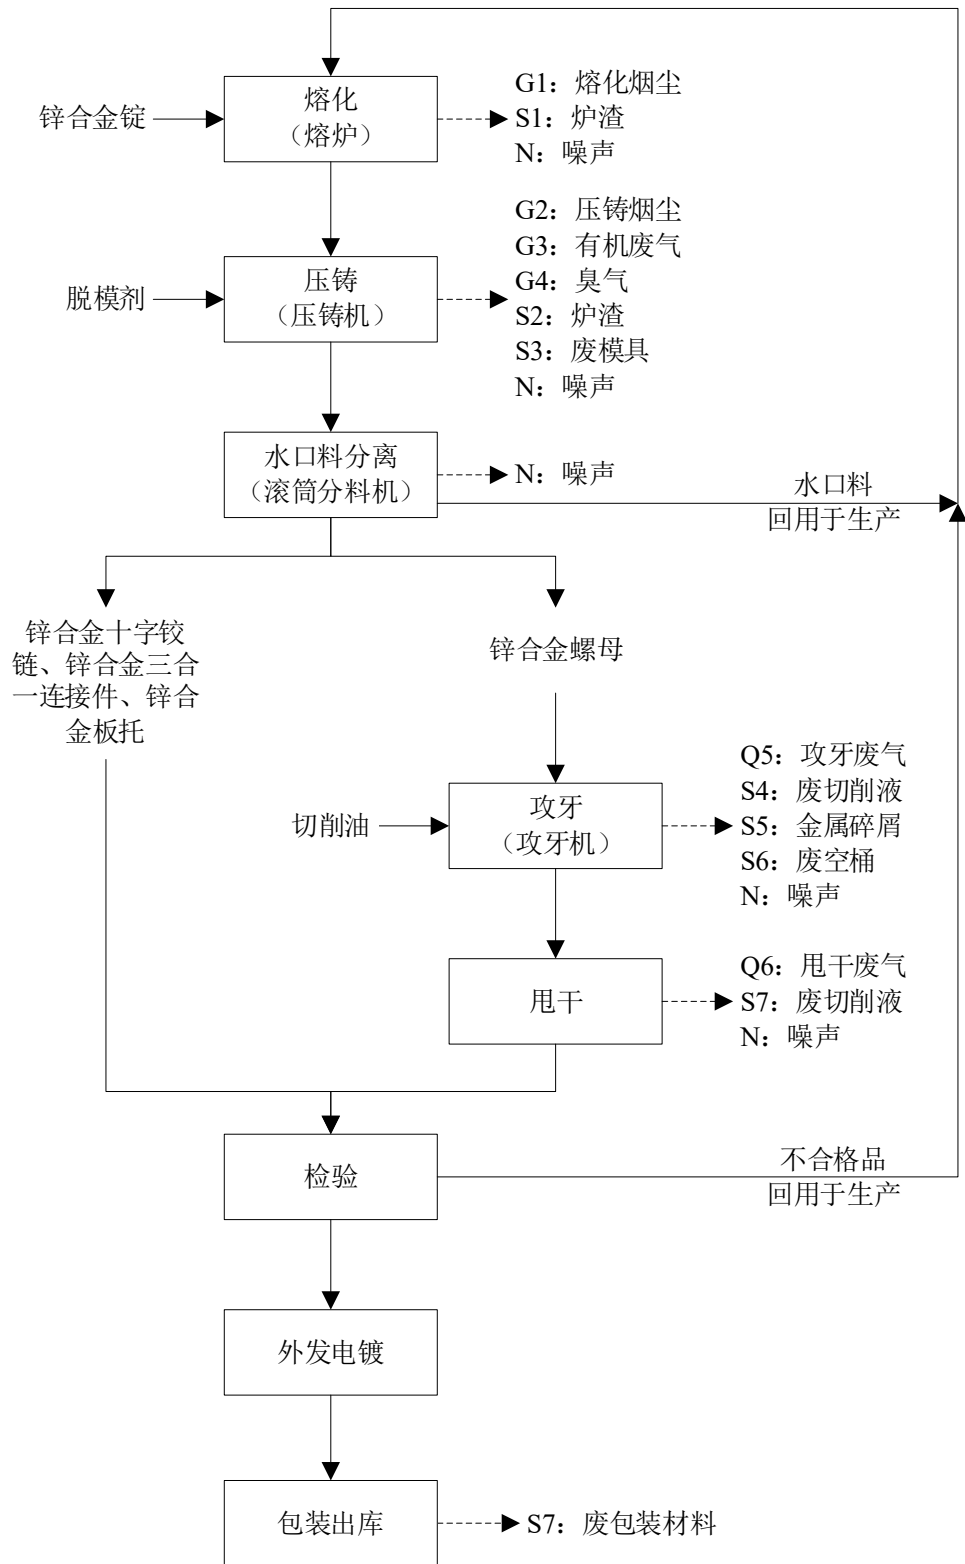 熔化
（熔炉）
锌合金锭
G1：熔化烟尘
S1：炉渣
N：噪声
压铸
（压铸机）
脱模剂
G2：压铸烟尘
G3：有机废气
G4：臭气
S2：炉渣
S3：废模具
N：噪声
水口料分离
（滚筒分料机）
N：噪声
水口料
回用于生产
锌合金十字铰
链、锌合金三合
一连接件、锌合
金板托
锌合金螺母
切削油
攻牙
（攻牙机）
Q5：攻牙废气
S4：废切削液
S5：金属碎屑
S6：废空桶
N：噪声
甩干
Q6：甩干废气
S7：废切削液
N：噪声
检验
不合格品
回用于生产
外发电镀
包装出库
S7：废包装材料